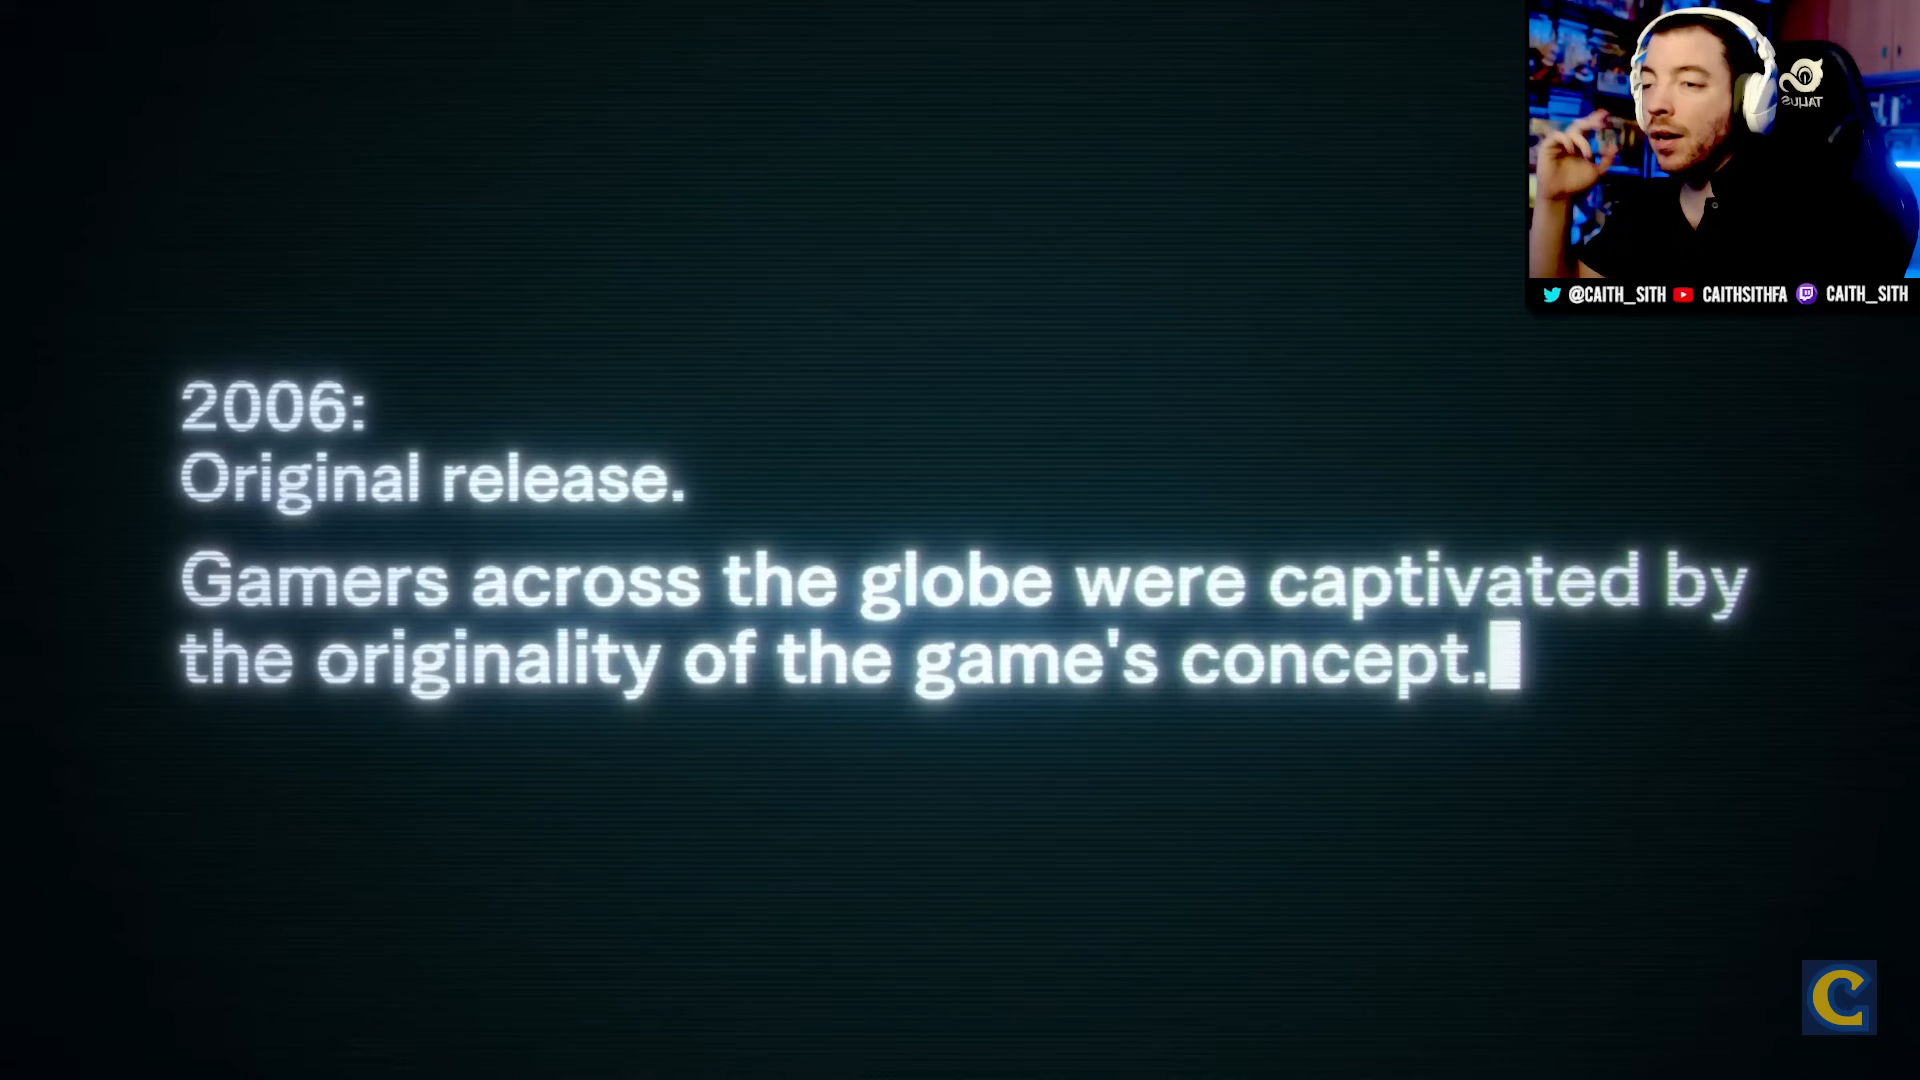 TALIUS
@CAITH_SITH CAITHSITHFA CAITH_SITH
2006:
Original release.
Gamers across the globe were captivated by
the originality of the game's concept.